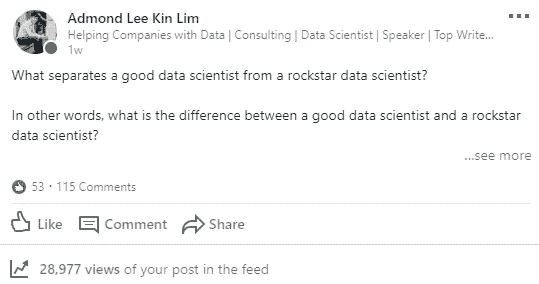 Admond Lee Kin Lim
Helping Companies with Data | Consulting | Data Scientist | Speaker | Top Write...
1w
What separates a good data scientist from a rockstar data scientist?
In other words, what is the difference between a good data scientist and a rockstar
data scientist?
...see more
53 · 115 Comments
Like Comment Share
28,977 views of your post in the feed